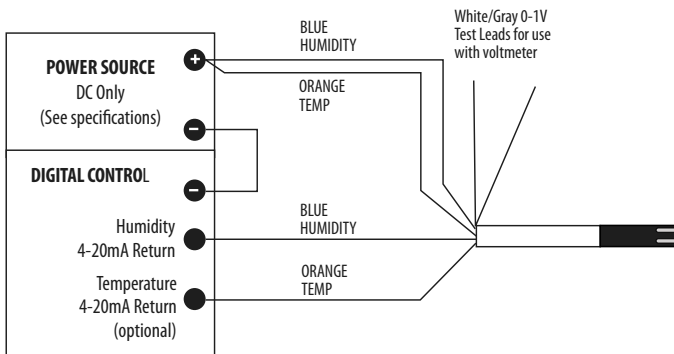 POWER SOURCE
DC Only
(See specifications)
+
−
DIGITAL CONTROL
−
Humidity
4-20mA Return
Temperature
4-20mA Return
(optional)
BLUE
HUMIDITY
ORANGE
TEMP
BLUE
HUMIDITY
ORANGE
TEMP
White/Gray 0-1V
Test Leads for use
with voltmeter